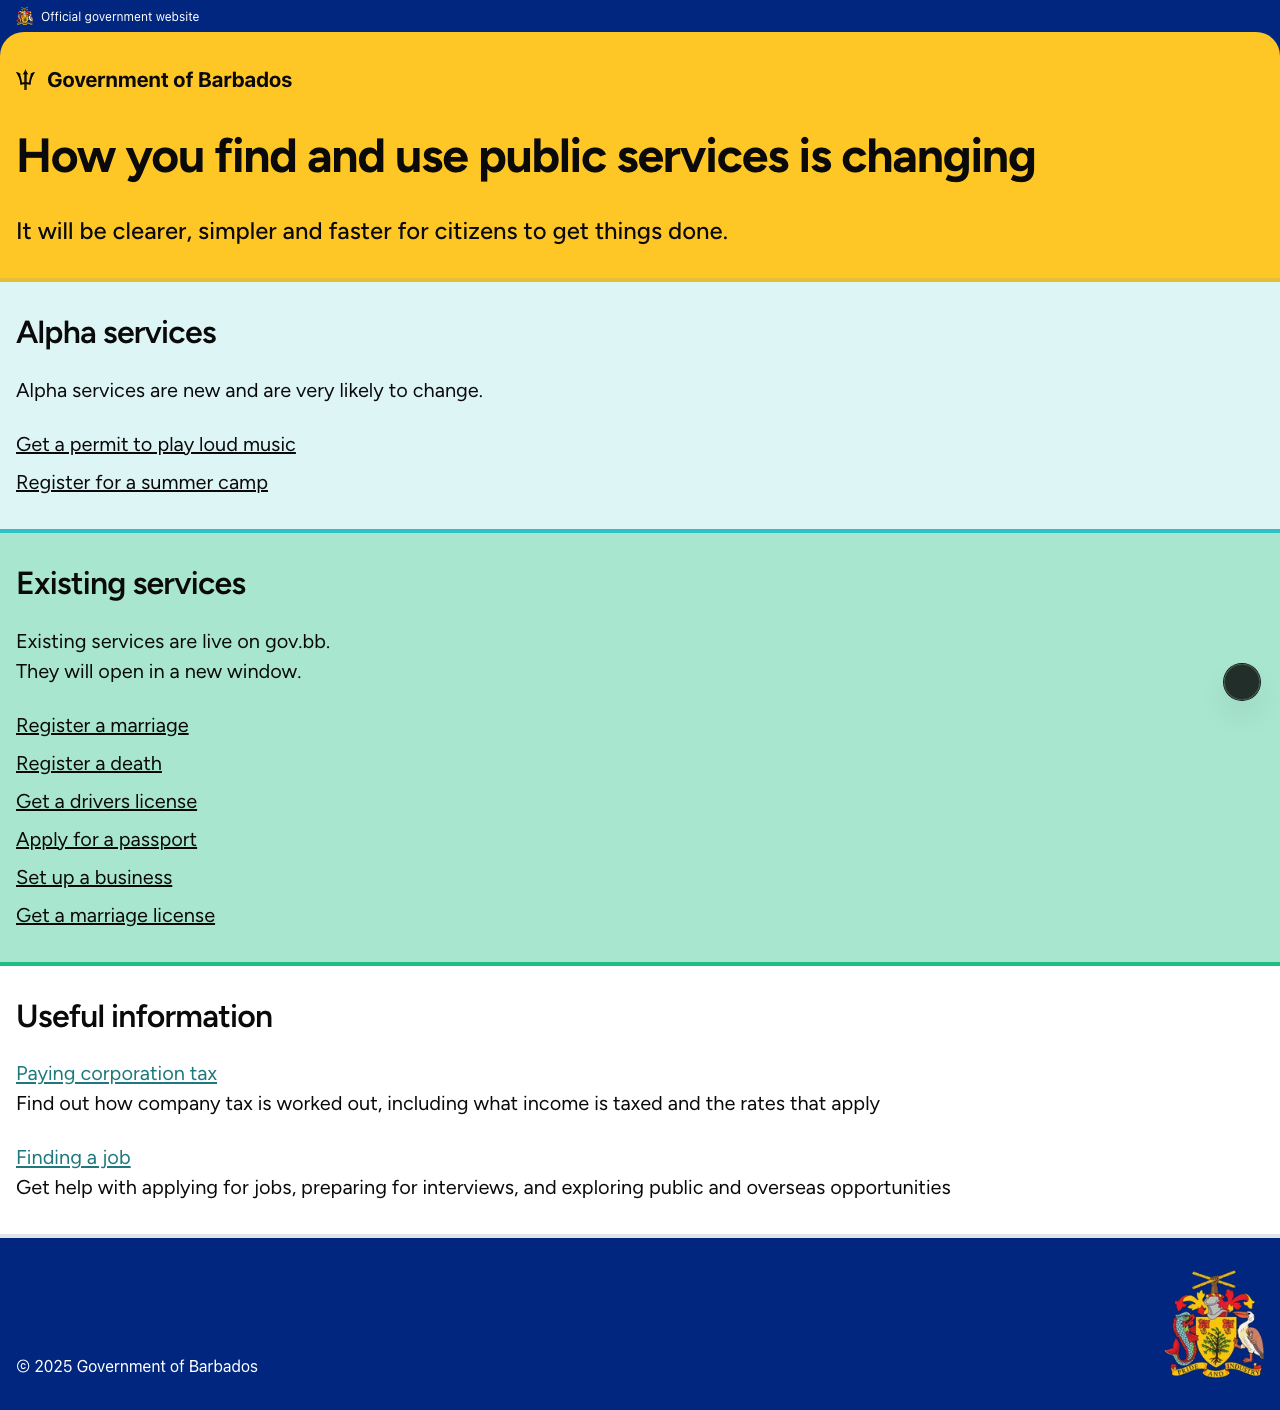 Official government website
Government of Barbados
How you find and use public services is changing
It will be clearer, simpler and faster for citizens to get things done.
Alpha services
Alpha services are new and are very likely to change.
Get a permit to play loud music
Register for a summer camp
Existing services
Existing services are live on gov.bb.
They will open in a new window.
Register a marriage
Register a death
Get a drivers license
Apply for a passport
Set up a business
Get a marriage license
Useful information
Paying corporation tax
Find out how company tax is worked out, including what income is taxed and the rates that apply
Finding a job
Get help with applying for jobs, preparing for interviews, and exploring public and overseas opportunities
PRIDE AND INDUSTRY
© 2025 Government of Barbados